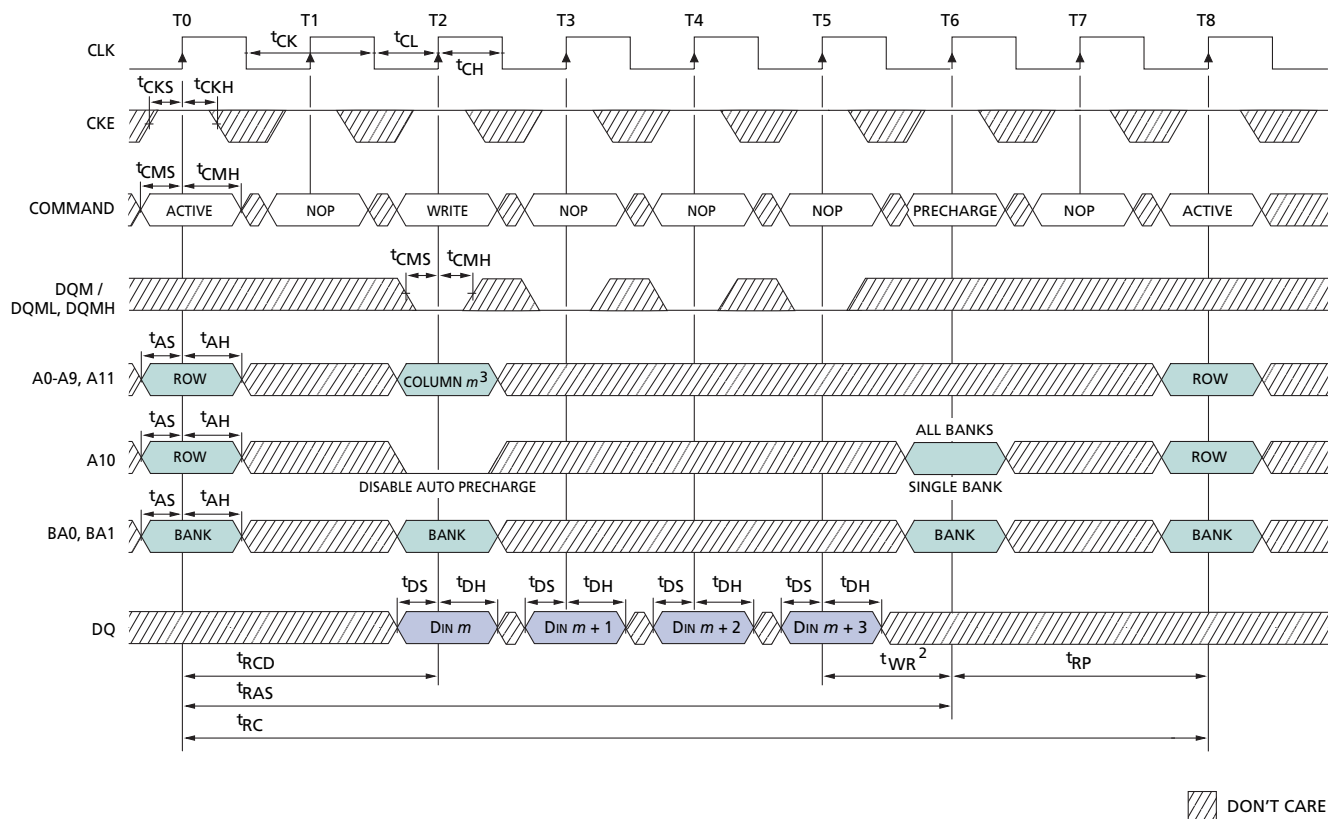 T0 T1 T2 T3 T4 T5 T6 T7 T8
CLK
tCK tCL
tCH
tCKS tCKH
CKE
tCMS tCMH
COMMAND ACTIVE NOP WRITE NOP NOP NOP PRECHARGE NOP ACTIVE
tCMS tCMH
DQM /
DQML, DQMH
tAS tAH
A0-A9, A11 ROW COLUMN m3 ROW
tAS tAH
ALL BANKS
A10 ROW ROW
DISABLE AUTO PRECHARGE SINGLE BANK
tAS tAH
BA0, BA1 BANK BANK BANK BANK
tDS tDH tDS tDH tDS tDH tDS tDH
DQ DIN m DIN m + 1 DIN m + 2 DIN m + 3
tRCD tWR2 tRP
tRAS
tRC
DON'T CARE